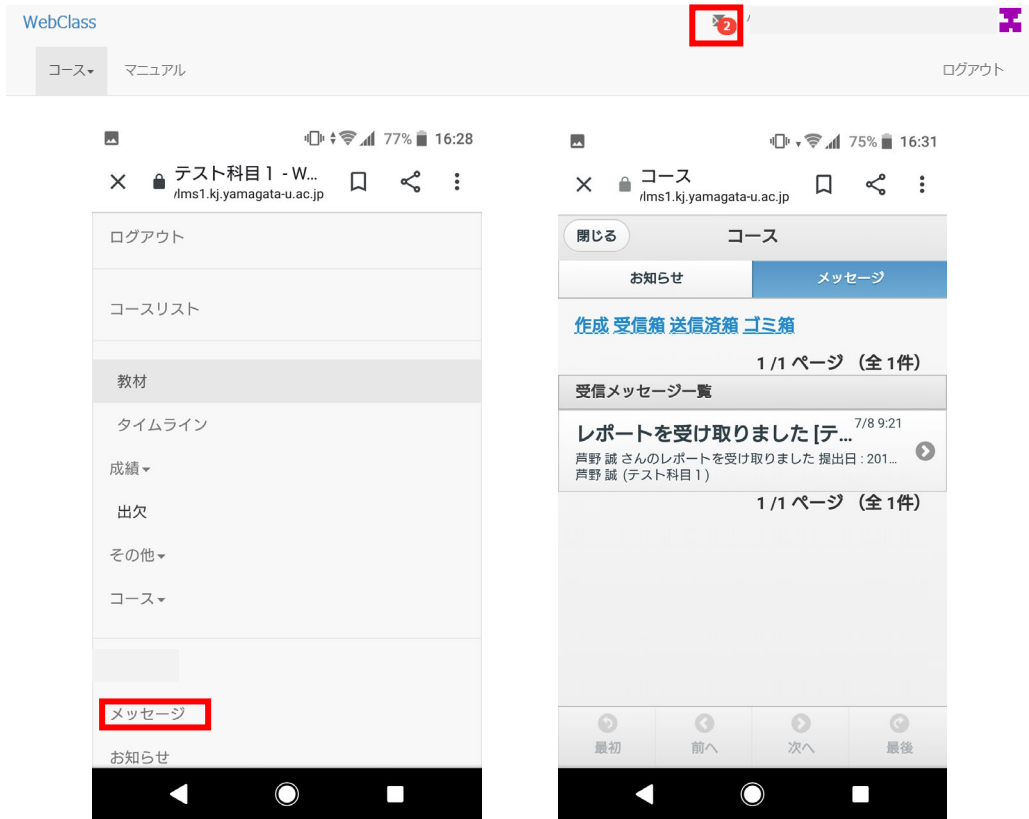 WebClass
2
コース
マニュアル
ログアウト
77% 16:28
テスト科目1 - W...
lms1.kj.yamagata-u.ac.jp
ログアウト
コースリスト
教材
タイムライン
成績
出欠
その他
コース
メッセージ
お知らせ
75% 16:31
コース
lms1.kj.yamagata-u.ac.jp
閉じる コース
お知らせ メッセージ
作成 受信箱 送信済箱 ゴミ箱
1 /1 ページ (全 1件)
受信メッセージ一覧
レポートを受け取りました [テ... 7/8 9:21
芦野 誠 さんのレポートを受け取りました 提出日 : 201...
芦野 誠 (テスト科目1)
1 /1 ページ (全 1件)
最初 前へ 次へ 最後